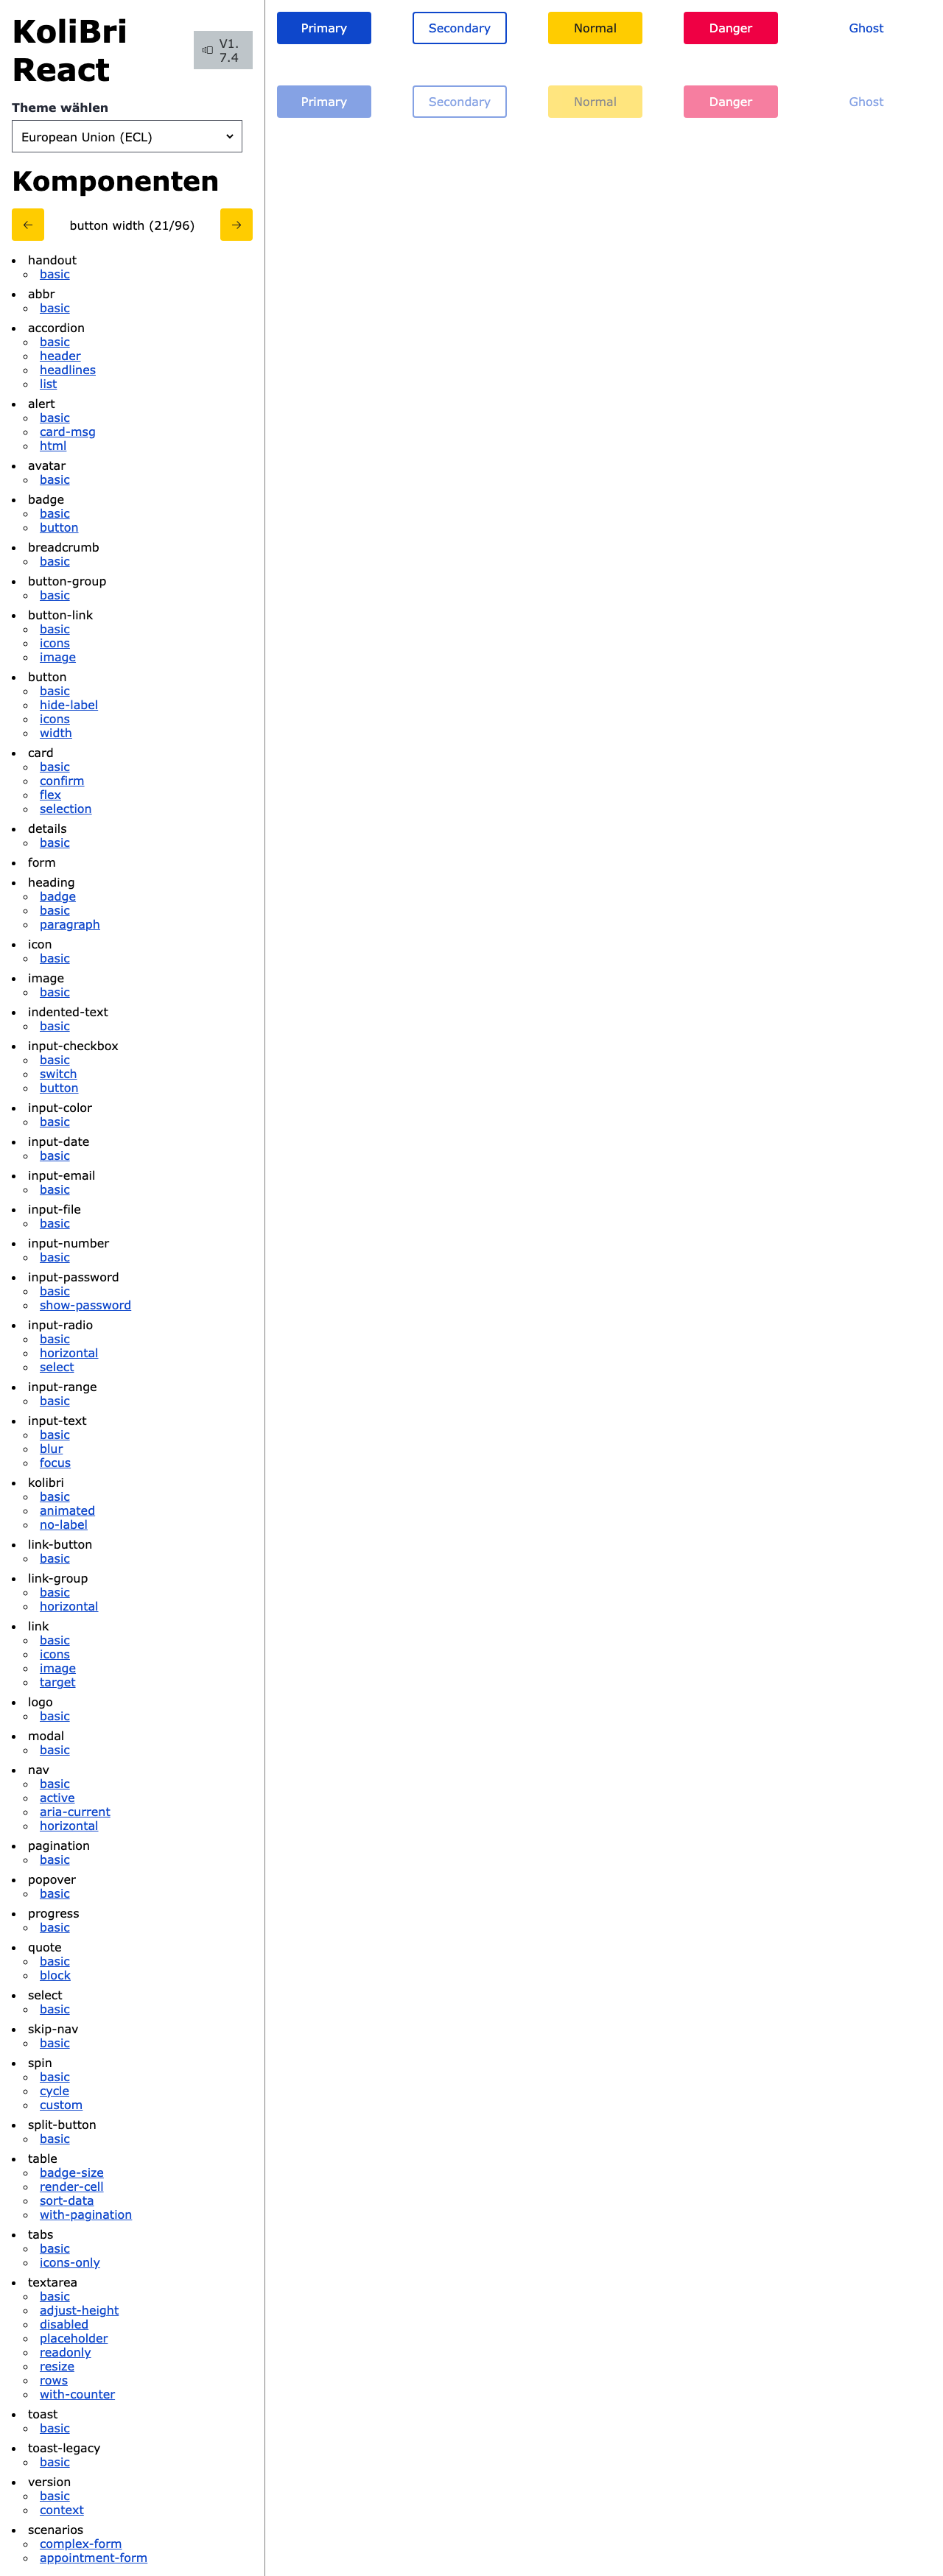 KoliBri
React
V1.
7.4
Theme wählen
European Union (ECL)
Komponenten
← button width (21/96) →
handout
basic
abbr
basic
accordion
basic
header
headlines
list
alert
basic
card-msg
html
avatar
basic
badge
basic
button
breadcrumb
basic
button-group
basic
button-link
basic
icons
image
button
basic
hide-label
icons
width
card
basic
confirm
flex
selection
details
basic
form
heading
badge
basic
paragraph
icon
basic
image
basic
indented-text
basic
input-checkbox
basic
switch
button
input-color
basic
input-date
basic
input-email
basic
input-file
basic
input-number
basic
input-password
basic
show-password
input-radio
basic
horizontal
select
input-range
basic
input-text
basic
blur
focus
kolibri
basic
animated
no-label
link-button
basic
link-group
basic
horizontal
link
basic
icons
image
target
logo
basic
modal
basic
nav
basic
active
aria-current
horizontal
pagination
basic
popover
basic
progress
basic
quote
basic
block
select
basic
skip-nav
basic
spin
basic
cycle
custom
split-button
basic
table
badge-size
render-cell
sort-data
with-pagination
tabs
basic
icons-only
textarea
basic
adjust-height
disabled
placeholder
readonly
resize
rows
with-counter
toast
basic
toast-legacy
basic
version
basic
context
scenarios
complex-form
appointment-form
Primary Secondary Normal Danger Ghost
Primary Secondary Normal Danger Ghost